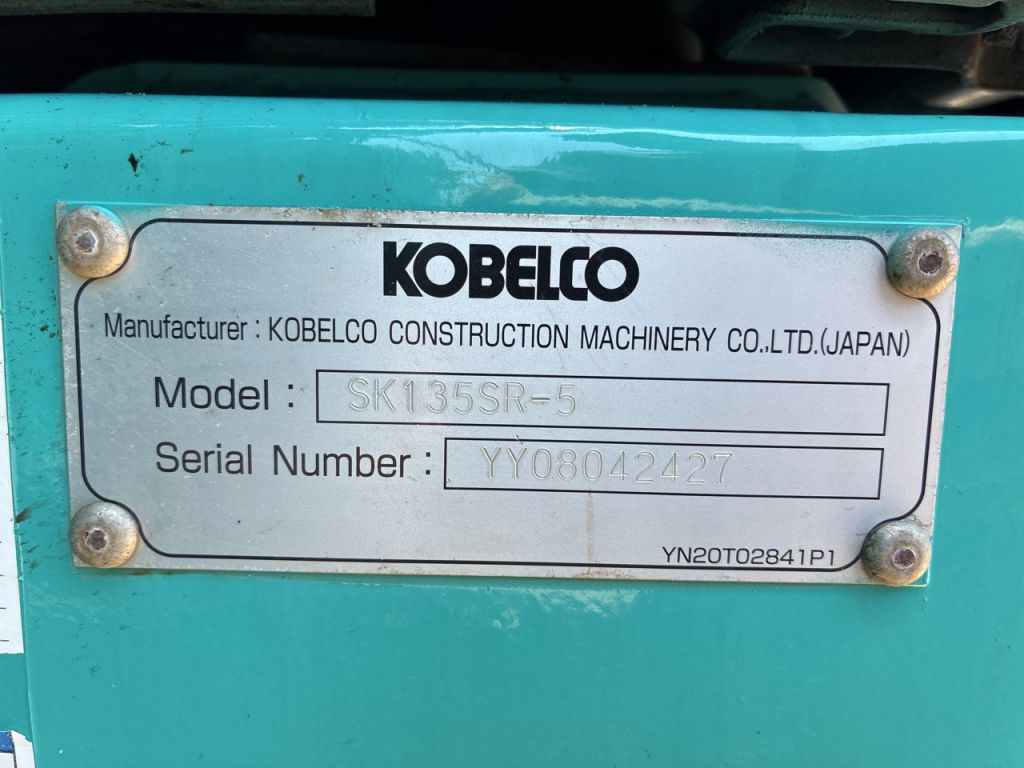 KOBELCO
Manufacturer : KOBELCO CONSTRUCTION MACHINERY CO.,LTD.(JAPAN)
Model : SK135SR-5
Serial Number : YY08042427
YN20T02841P1